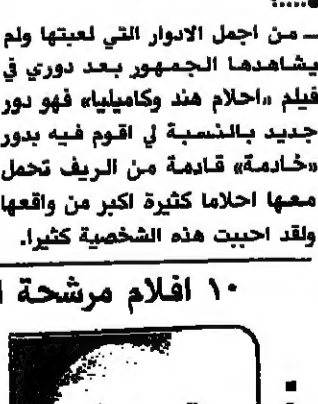 ـ من اجمل الادوار التي لعبتها ولم
يشاهدها الجمهور بعد دوري في
فيلم «احلام هند وكاميليا» فهو دور
جديد بالنسبة لي اقوم فيه بدور
«خادمة» قادمة من الريف تحمل
معها احلاما كثيرة اكبر من واقعها
ولقد احببت هذه الشخصية كثيرا.
١٠ افلام مرشحة